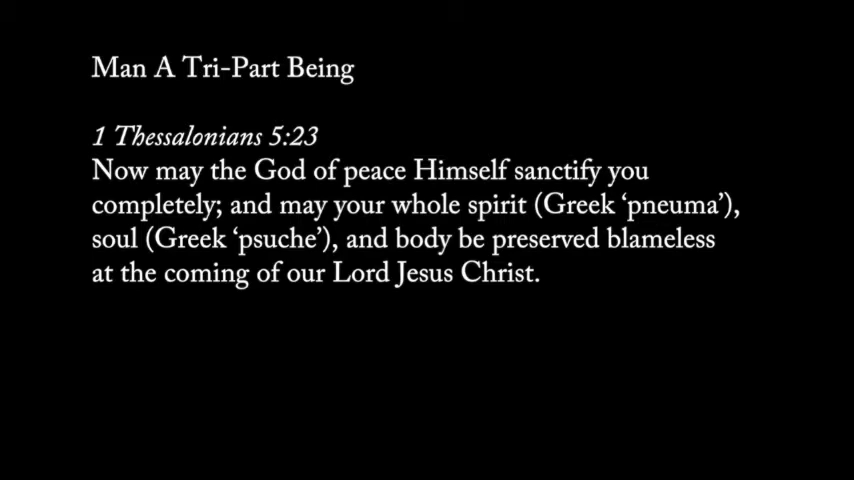 Man A Tri-Part Being
1 Thessalonians 5:23
Now may the God of peace Himself sanctify you
completely; and may your whole spirit (Greek ‘pneuma’),
soul (Greek ‘psuche’), and body be preserved blameless
at the coming of our Lord Jesus Christ.